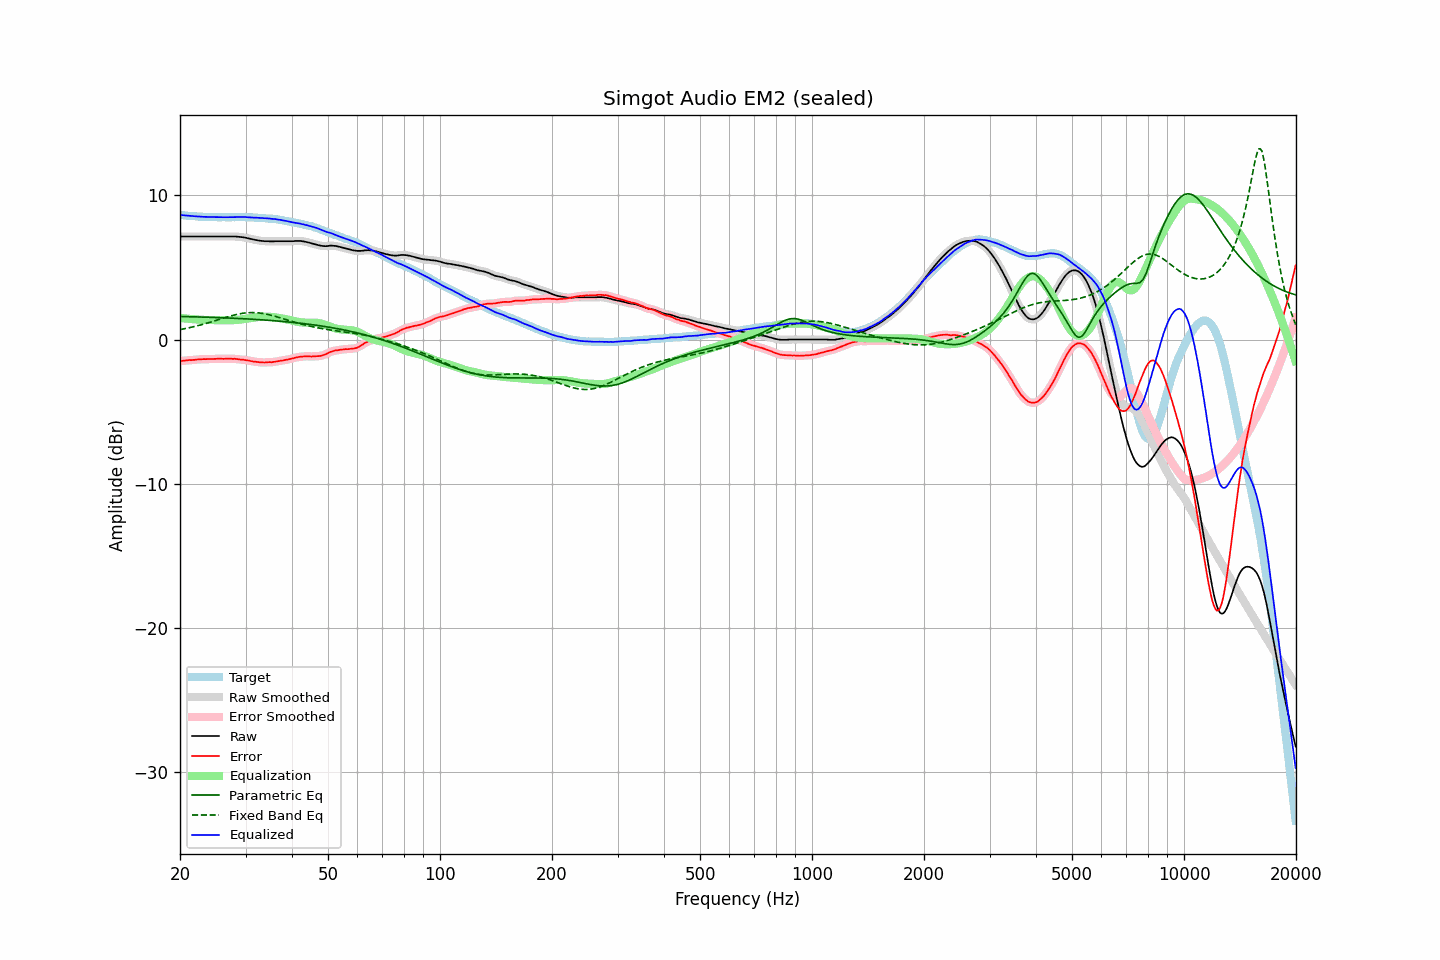 Simgot Audio EM2 (sealed)
10
0
−10
−20
−30
Amplitude (dBr)
Target
Raw Smoothed
Error Smoothed
Raw
Error
Equalization
Parametric Eq
Fixed Band Eq
Equalized
20 50 100 200 500 1000 2000 5000 10000 20000
Frequency (Hz)